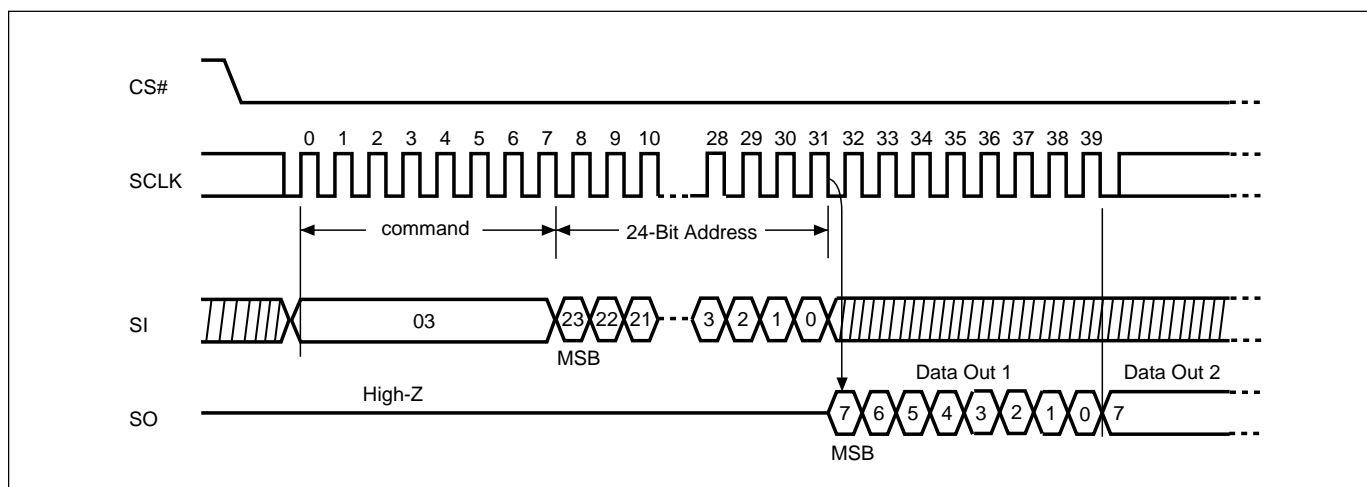 CS#
0 1 2 3 4 5 6 7 8 9 10 28 29 30 31 32 33 34 35 36 37 38 39
SCLK
command
24-Bit Address
SI
03 23 22 21 3 2 1 0
MSB
High-Z
Data Out 1
Data Out 2
SO
7 6 5 4 3 2 1 0 7
MSB